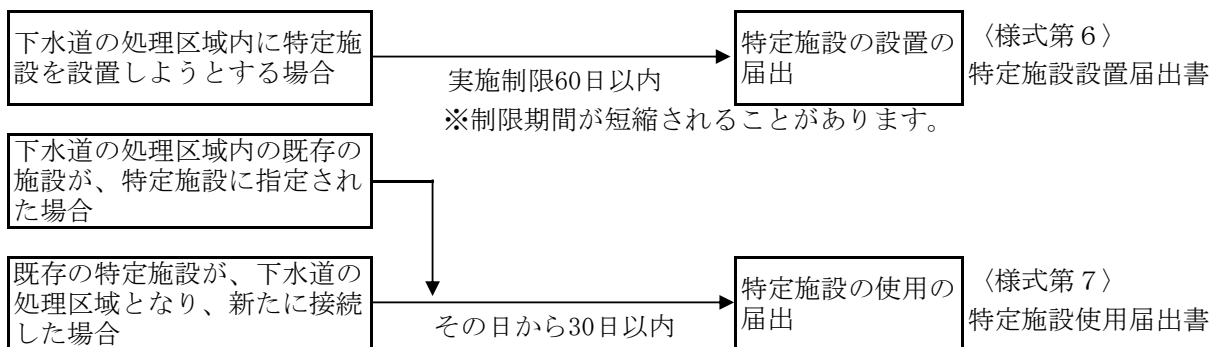 下水道の処理区域内に特定施
設を設置しようとする場合
実施制限60日以内
※制限期間が短縮されることがあります。
特定施設の設置の
届出
〈様式第6〉
特定施設設置届出書
下水道の処理区域内の既存の
施設が、特定施設に指定され
た場合
既存の特定施設が、下水道の
処理区域となり、新たに接続
した場合
その日から30日以内
特定施設の使用の
届出
〈様式第7〉
特定施設使用届出書